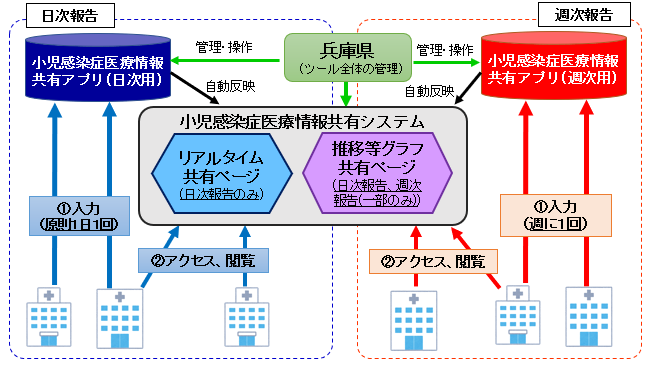 日次報告
週次報告
小児感染症医療情報
共有アプリ(日次用)
管理・操作
兵庫県
(ツール全体の管理)
管理・操作
小児感染症医療情報
共有アプリ(週次用)
自動反映
自動反映
小児感染症医療情報共有システム
リアルタイム
共有ページ
(日次報告のみ)
推移等グラフ
共有ページ
(日次報告、週次
報告(一部のみ))
①入力
(原則1日1回)
①入力
(週に1回)
②アクセス、閲覧
②アクセス、閲覧